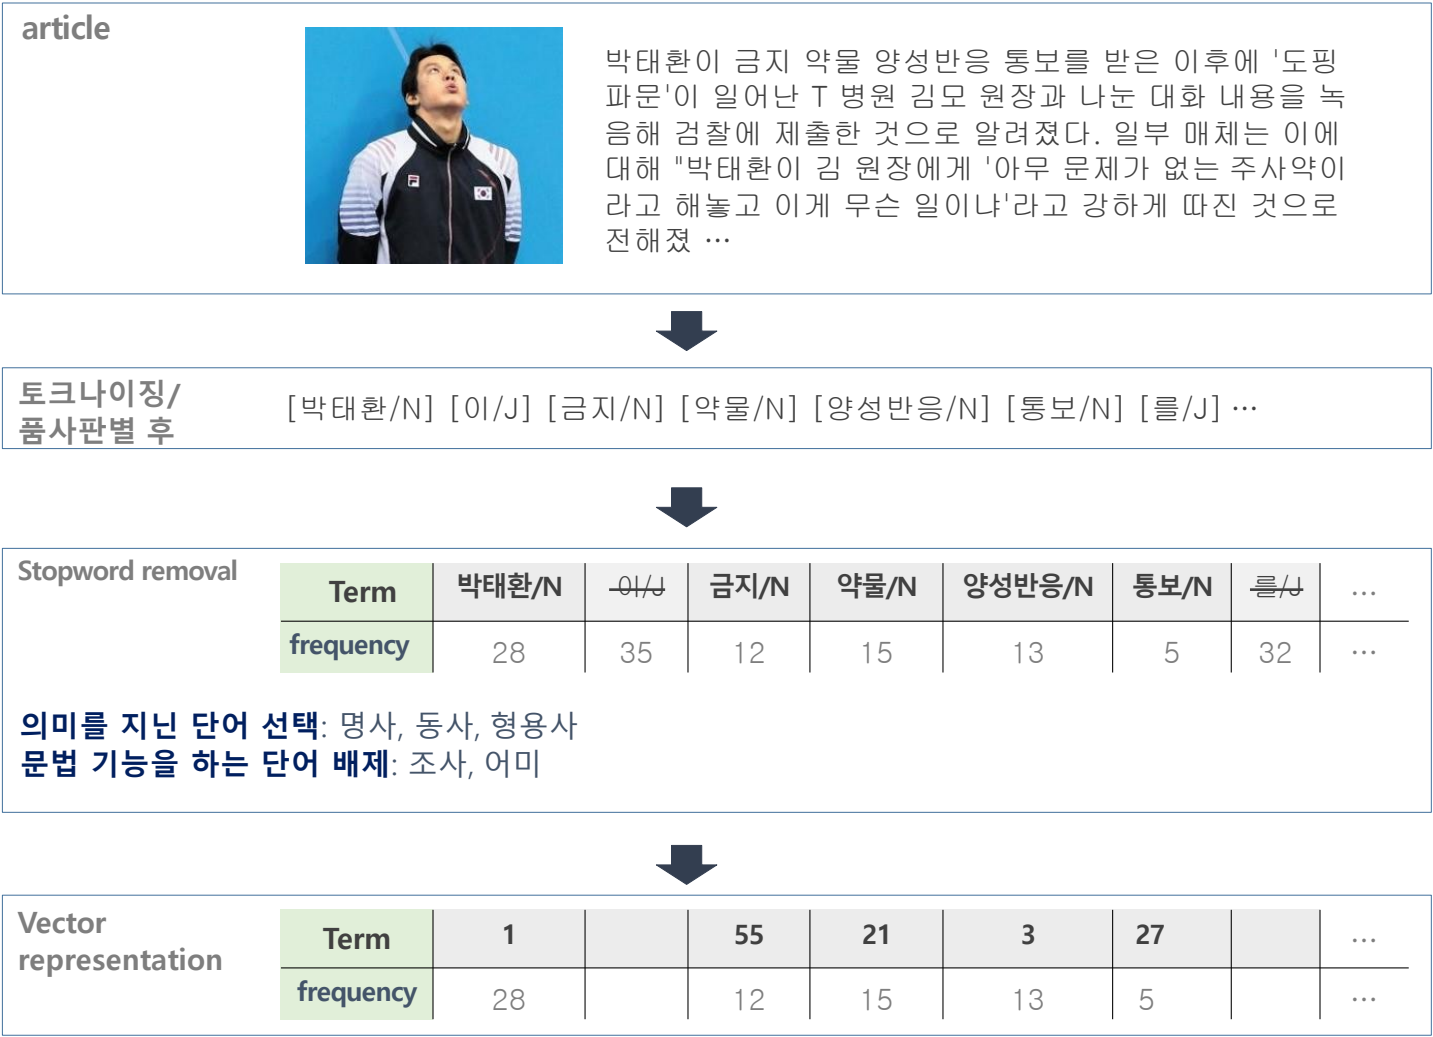 article
박태환이 금지 약물 양성반응 통보를 받은 이후에 '도핑
파문'이 일어난 T 병원 김모 원장과 나눈 대화 내용을 녹
음해 검찰에 제출한 것으로 알려졌다. 일부 매체는 이에
대해 "박태환이 김 원장에게 '아무 문제가 없는 주사약이
라고 해놓고 이게 무슨 일이냐'라고 강하게 따진 것으로
전해졌 …
FILA
토크나이징/
품사판별 후
[박태환/N] [이/J] [금지/N] [약물/N] [양성반응/N] [통보/N] [를/J] …
Stopword removal
Term 박태환/N 이/J 금지/N 약물/N 양성반응/N 통보/N 를/J …
frequency 28 35 12 15 13 5 32 …
의미를 지닌 단어 선택: 명사, 동사, 형용사
문법 기능을 하는 단어 배제: 조사, 어미
Vector
representation
Term 1 55 21 3 27 …
frequency 28 12 15 13 5 …